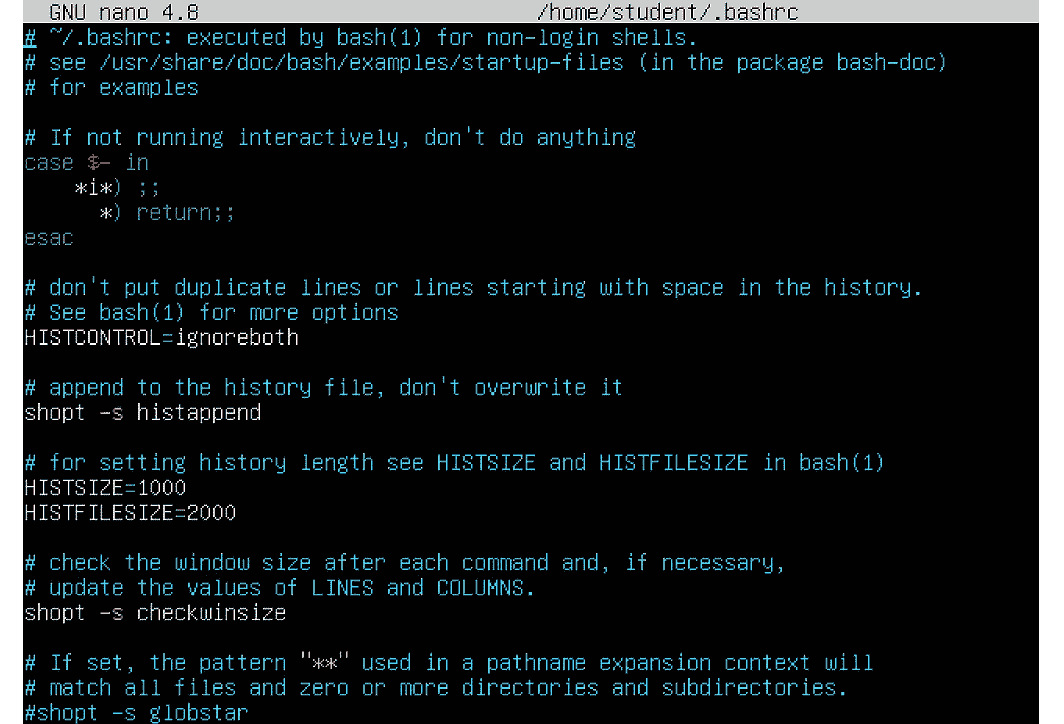 GNU nano 4.8 /home/student/.bashrc
# ~/.bashrc: executed by bash(1) for non-login shells.
# see /usr/share/doc/bash/examples/startup-files (in the package bash-doc)
# for examples

# If not running interactively, don't do anything
case $- in
    *i*) ;;
      *) return;;
esac

# don't put duplicate lines or lines starting with space in the history.
# See bash(1) for more options
HISTCONTROL=ignoreboth

# append to the history file, don't overwrite it
shopt -s histappend

# for setting history length see HISTSIZE and HISTFILESIZE in bash(1)
HISTSIZE=1000
HISTFILESIZE=2000

# check the window size after each command and, if necessary,
# update the values of LINES and COLUMNS.
shopt -s checkwinsize

# If set, the pattern "**" used in a pathname expansion context will
# match all files and zero or more directories and subdirectories.
#shopt -s globstar